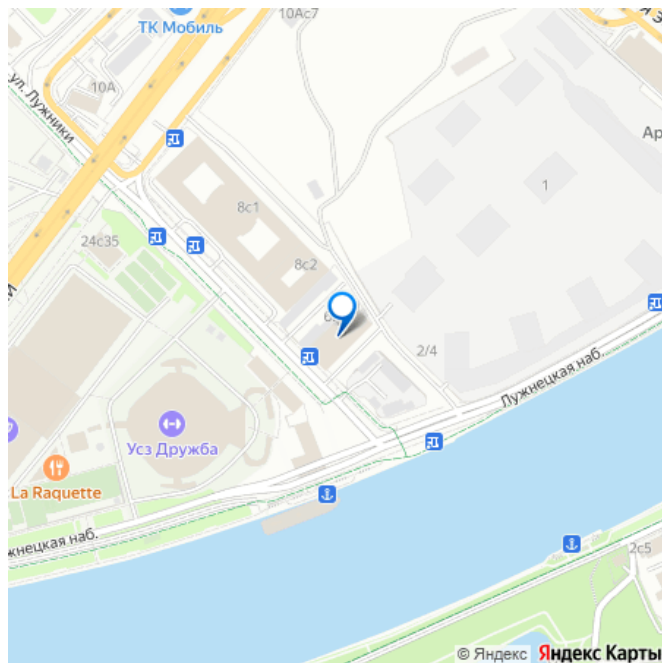 10Ас7
ТК Мобиль
10А
ул. Лужники
Ар
1
8с1
24с35
8с2
2/4
Лужнецкая наб.
Усз Дружба
La Raquette
ужнецкая наб.
2с5
© Яндекс Яндекс Карты